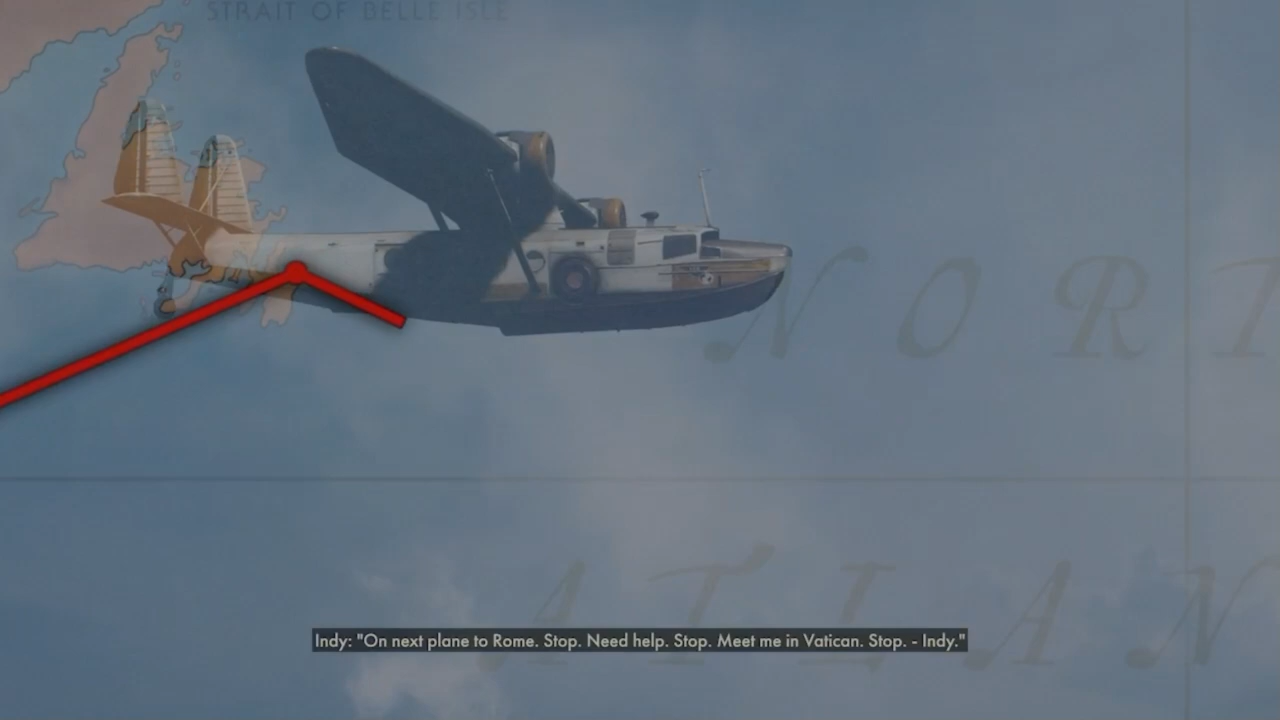 STRAIT OF BELLE ISLE
NORT
ATLAN
Indy: "On next plane to Rome. Stop. Need help. Stop. Meet me in Vatican. Stop. - Indy."